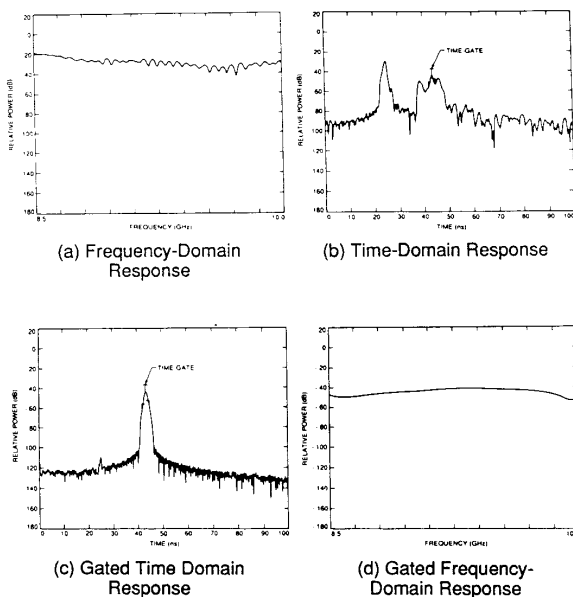 20
0
20
40
60
80
100
120
140
160
180
RELATIVE POWER (dB)
8.5 10.0
FREQUENCY (GHz)
(a) Frequency-Domain
Response
20
0
20
40
60
80
100
120
140
160
180
RELATIVE POWER (dB)
TIME GATE
0 10 20 30 40 50 60 70 80 90 100
TIME (ns)
(b) Time-Domain Response
20
0
20
40
60
80
100
120
140
160
180
RELATIVE POWER (dB)
TIME GATE
0 10 20 30 40 50 60 70 80 90 100
TIME (ns)
(c) Gated Time Domain
Response
20
0
20
40
60
80
100
120
140
160
180
RELATIVE POWER (dB)
8.5
FREQUENCY (GHz)
(d) Gated Frequency-
Domain Response